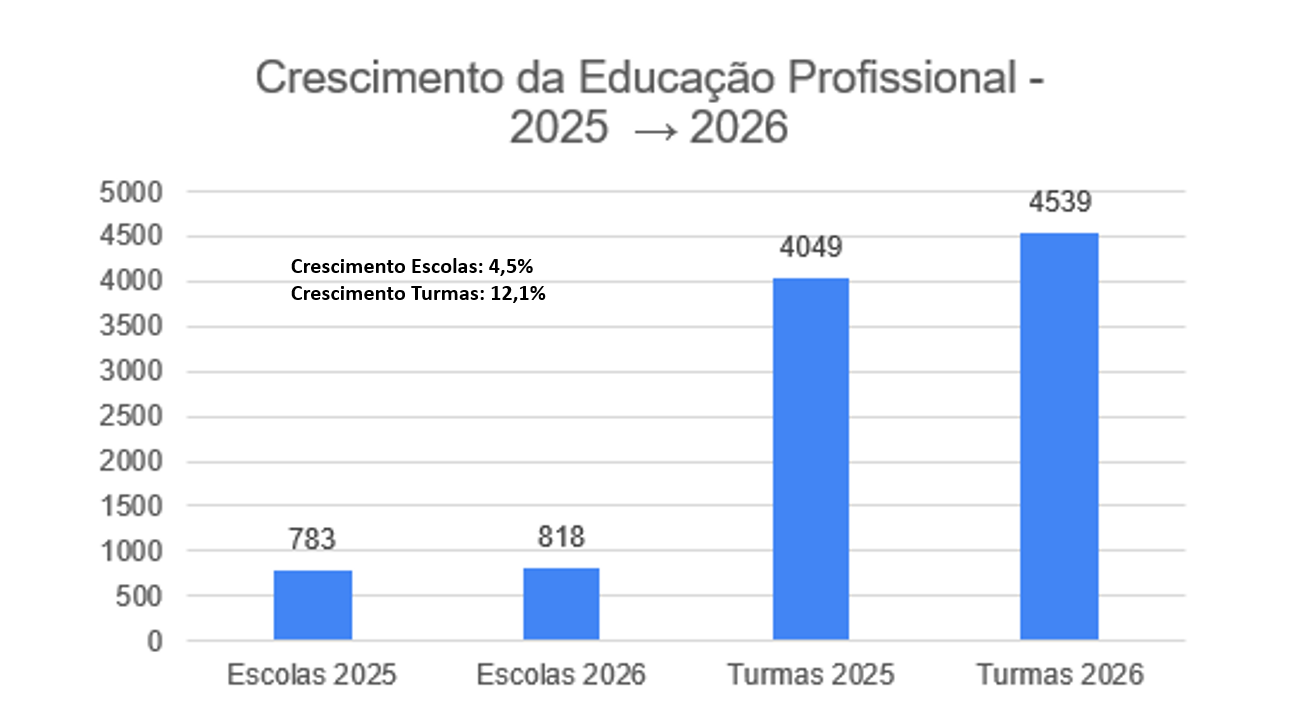 Crescimento da Educação Profissional -
2025 → 2026
5000
4500
4000
3500
3000
2500
2000
1500
1000
500
0
Crescimento Escolas: 4,5%
Crescimento Turmas: 12,1%
783
818
4049
4539
Escolas 2025
Escolas 2026
Turmas 2025
Turmas 2026